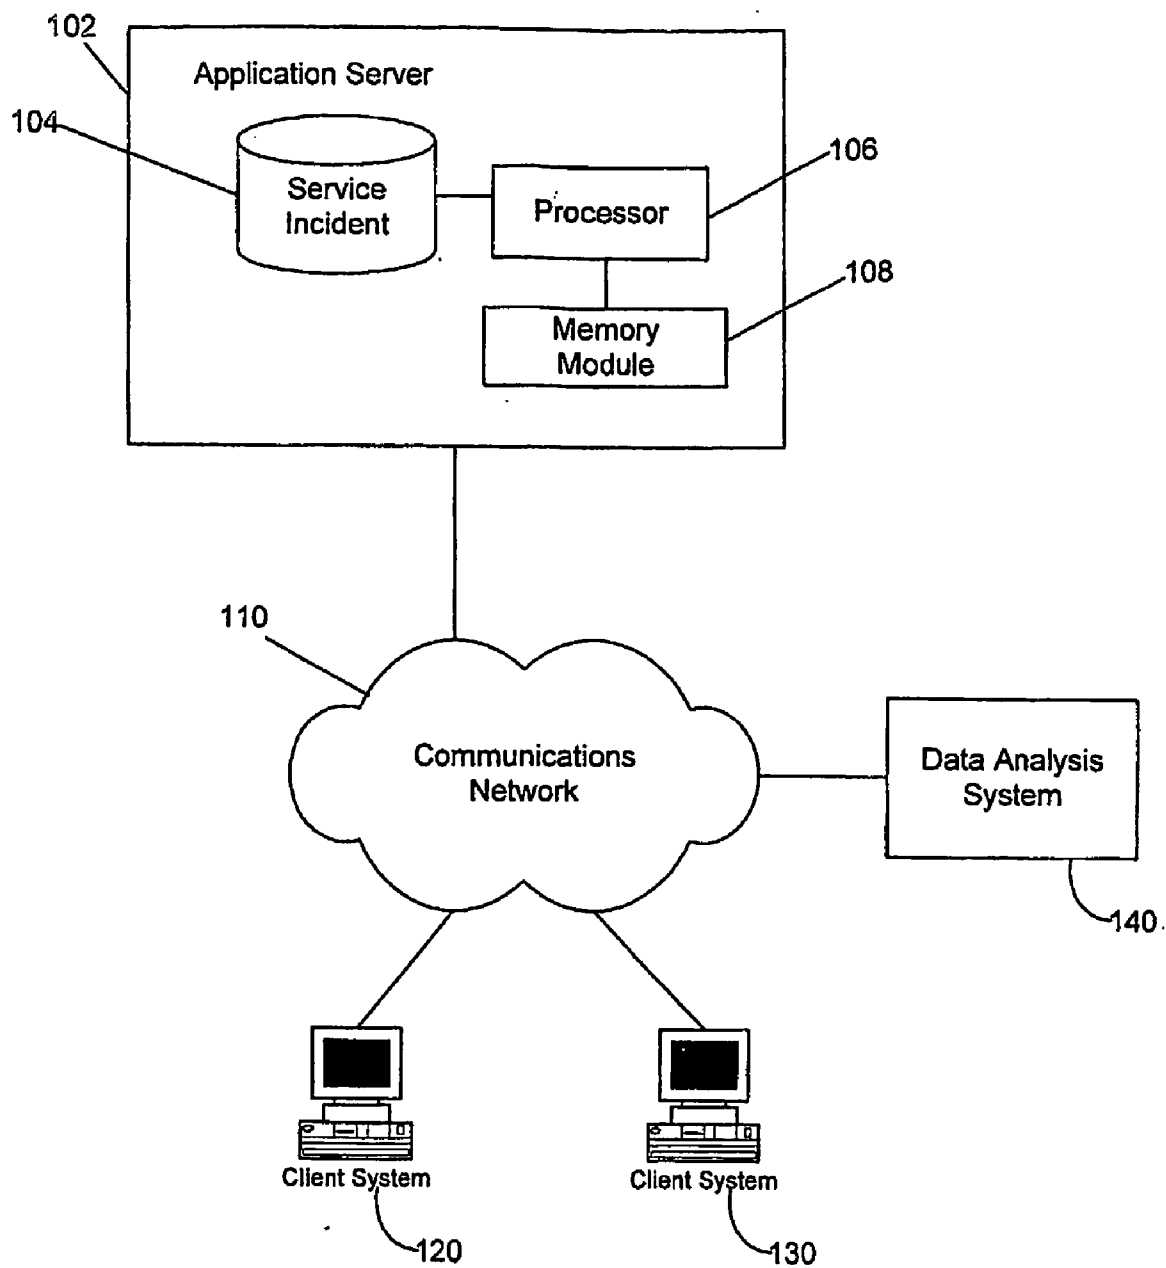 102
Application Server
104
Service
Incident
106
Processor
108
Memory
Module
110
Communications
Network
Data Analysis
System
140
Client System
Client System
120
130